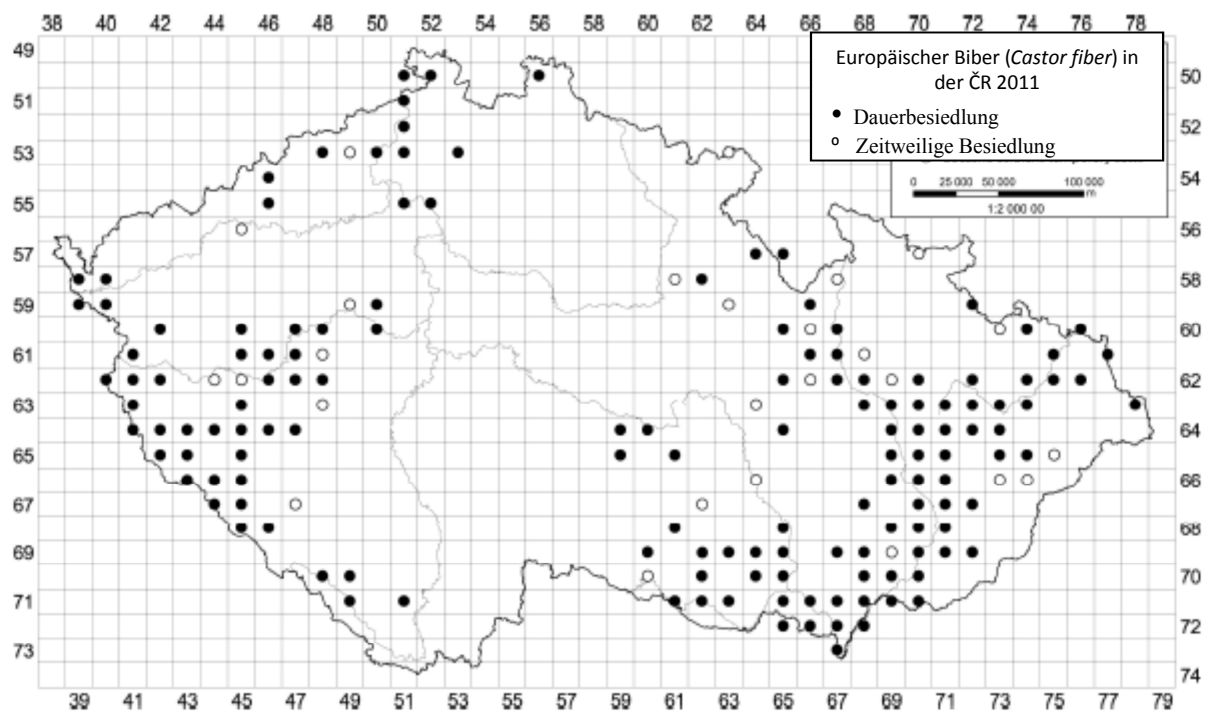 38 40 42 44 46 48 50 52 54 56 58 60 62 64 66 68 70 72 74 76 78
49
51
53
55
57
59
61
63
65
67
69
71
73
Europäischer Biber (Castor fiber) in
der ČR 2011
● Dauerbesiedlung
○ Zeitweilige Besiedlung
0 25 000 50 000 100 000
m
1:2 000 00
50
52
54
56
58
60
62
64
66
68
70
72
74
39 41 43 45 47 49 51 53 55 57 59 61 63 65 67 69 71 73 75 77 79